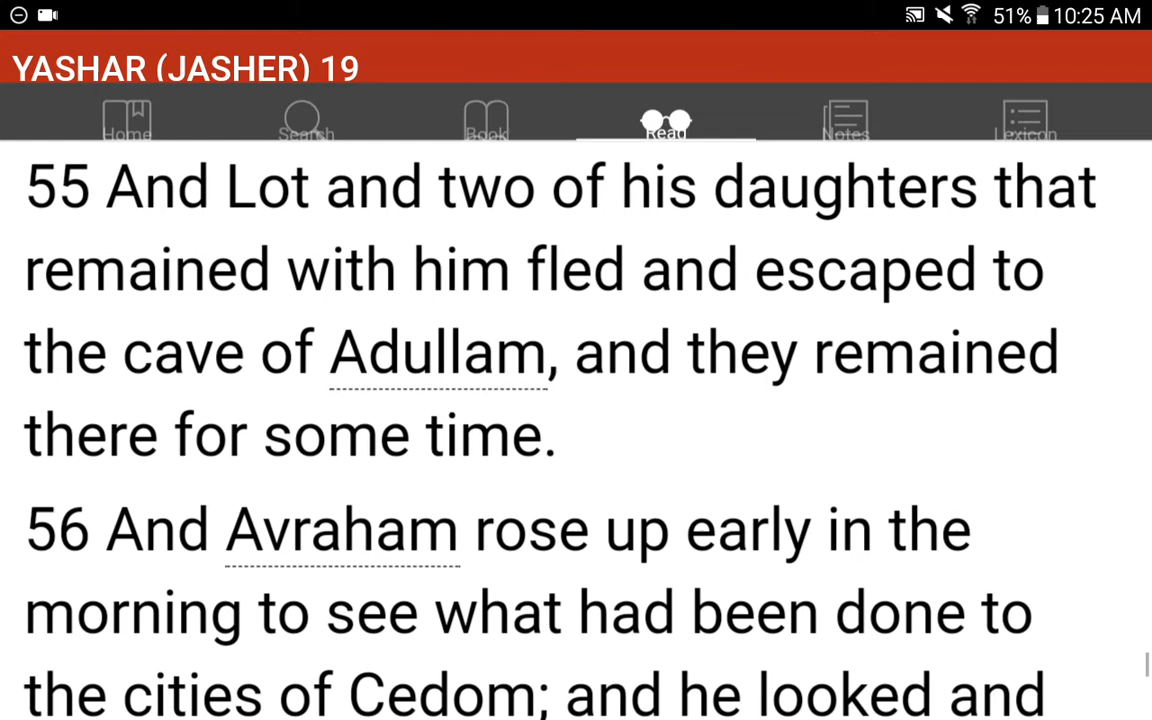 51% 10:25 AM
YASHAR (JASHER) 19
Home Search Book Read Notes Lexicon
55 And Lot and two of his daughters that
remained with him fled and escaped to
the cave of Adullam, and they remained
there for some time.
56 And Avraham rose up early in the
morning to see what had been done to
the cities of Cedom; and he looked and